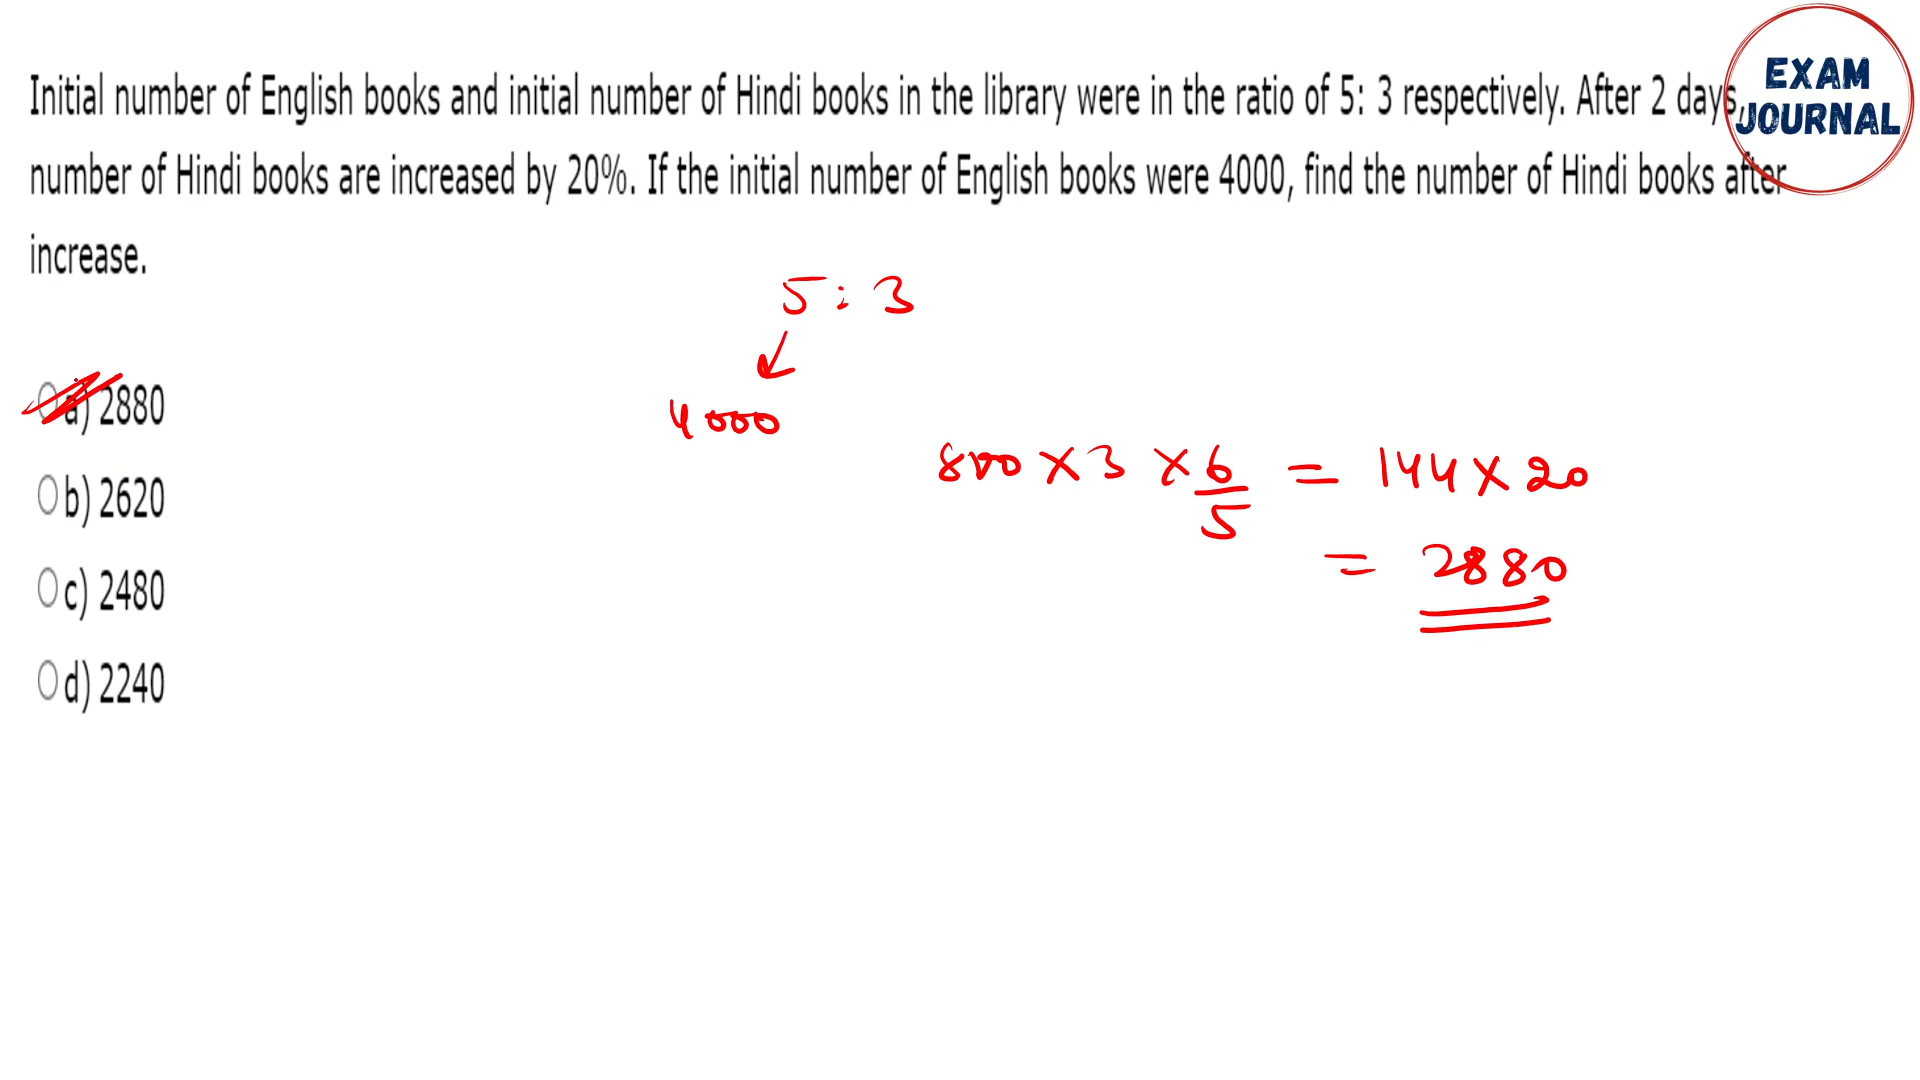 EXAM
JOURNAL
Initial number of English books and initial number of Hindi books in the library were in the ratio of 5: 3 respectively. After 2 days,
number of Hindi books are increased by 20%. If the initial number of English books were 4000, find the number of Hindi books after
increase.
5 : 3
4000
800 × 3 × 6/5 = 144 × 20
= 2880
a) 2880
b) 2620
c) 2480
d) 2240